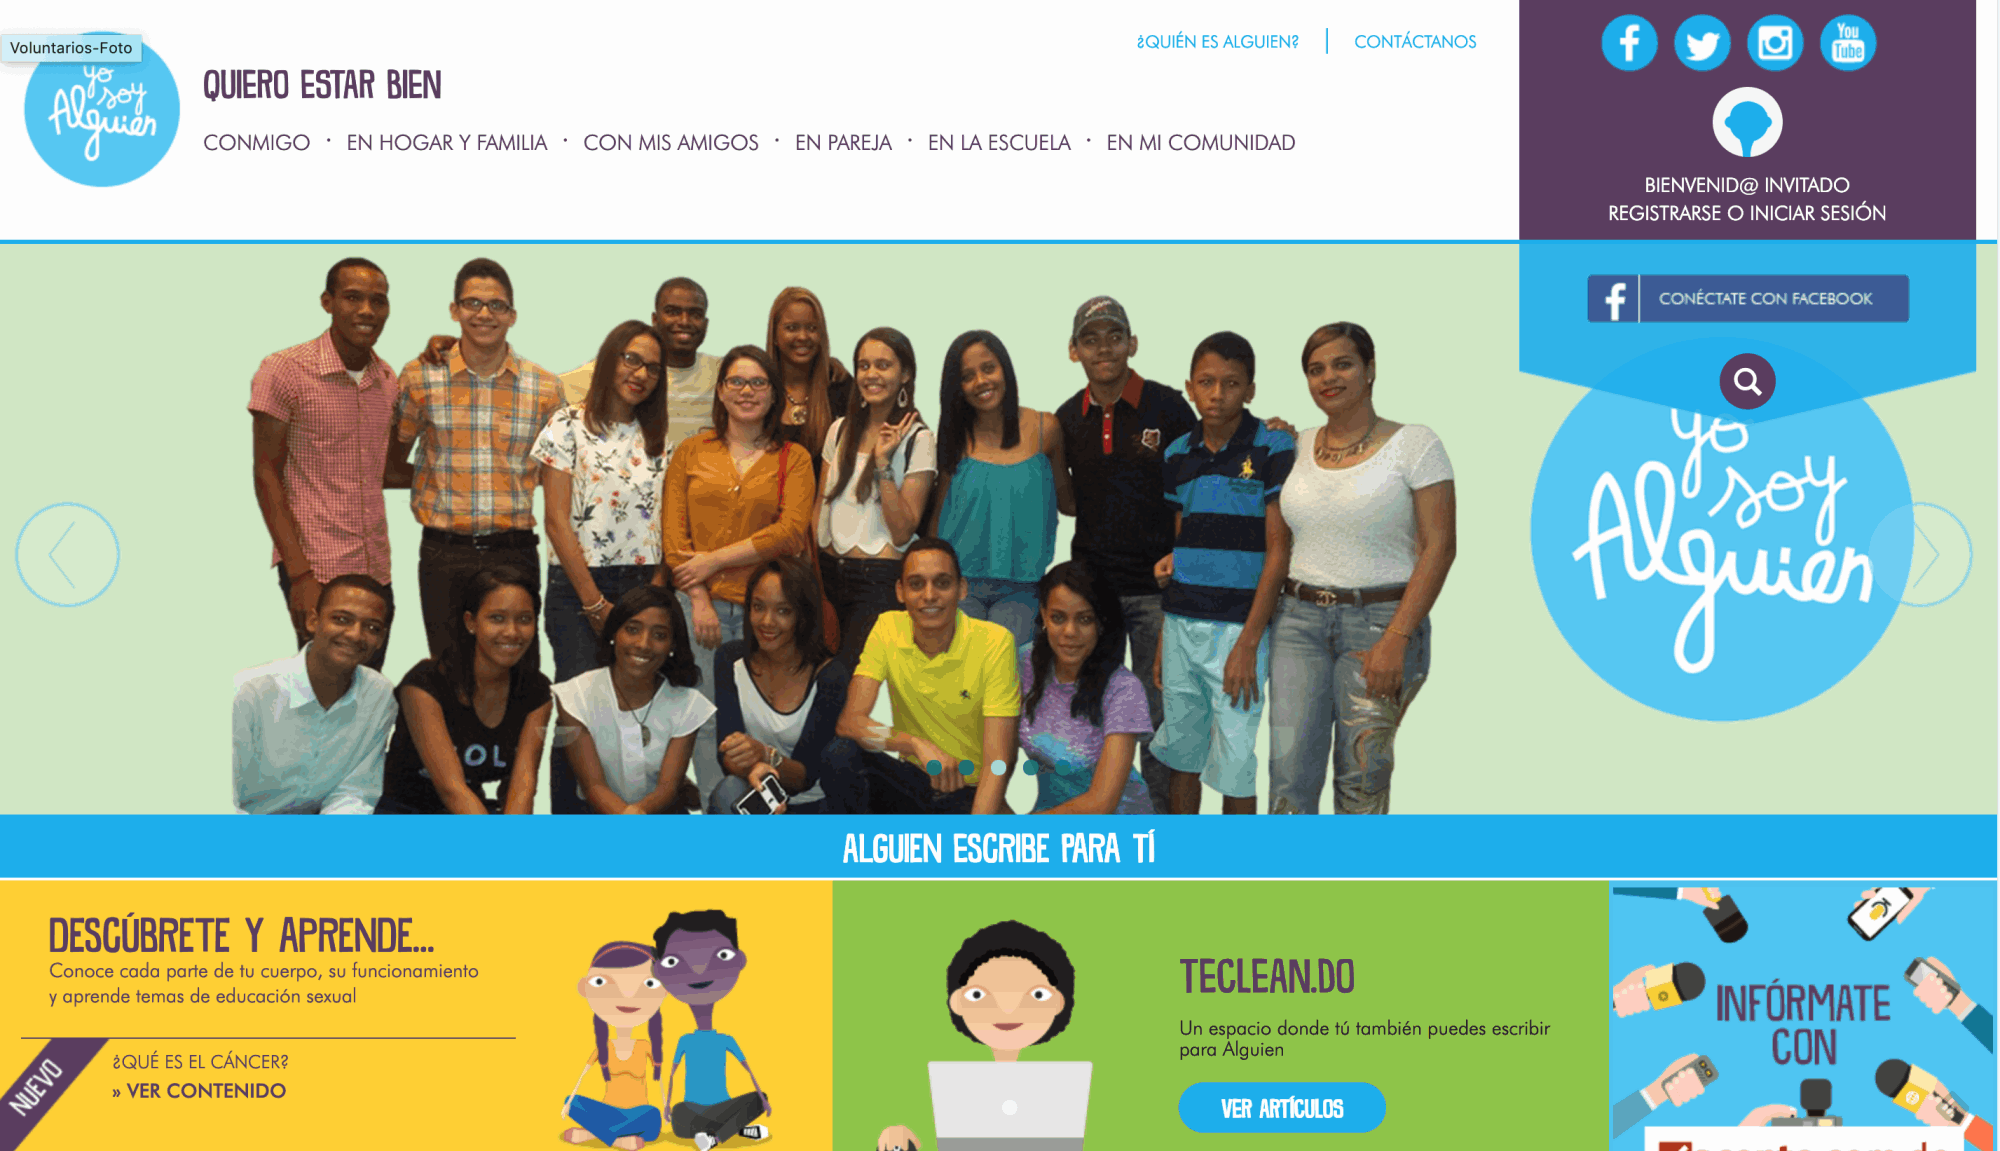 Voluntarios-Foto
yo
soy
Alguien
QUIERO ESTAR BIEN
CONMIGO · EN HOGAR Y FAMILIA · CON MIS AMIGOS · EN PAREJA · EN LA ESCUELA · EN MI COMUNIDAD
¿QUIÉN ES ALGUIEN? | CONTÁCTANOS
You
Tube
BIENVENID@ INVITADO
REGISTRARSE O INICIAR SESIÓN
CONÉCTATE CON FACEBOOK
yo
soy
Alguien
OL
ALGUIEN ESCRIBE PARA TÍ
DESCÚBRETE Y APRENDE...
Conoce cada parte de tu cuerpo, su funcionamiento
y aprende temas de educación sexual
NUEVO
¿QUÉ ES EL CÁNCER?
» VER CONTENIDO
TECLEAN.DO
Un espacio donde tú también puedes escribir
para Alguien
VER ARTÍCULOS
INFÓRMATE
CON